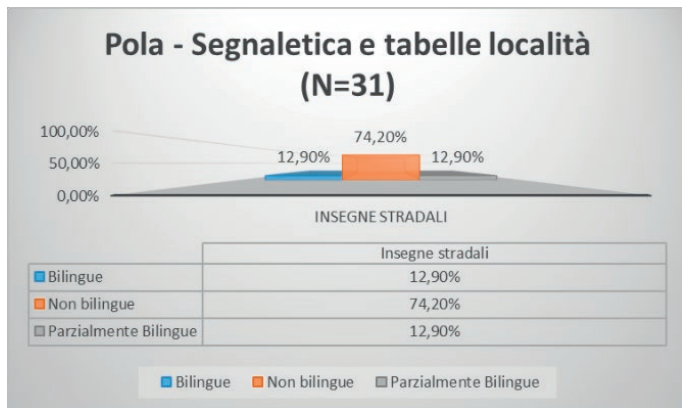 Pola - Segnaletica e tabelle località
(N=31)
100,00%
50,00%
0,00%
12,90%
74,20%
12,90%
INSEGNE STRADALI
Insegne stradali
Bilingue 12,90%
Non bilingue 74,20%
Parzialmente Bilingue 12,90%
Bilingue Non bilingue Parzialmente Bilingue